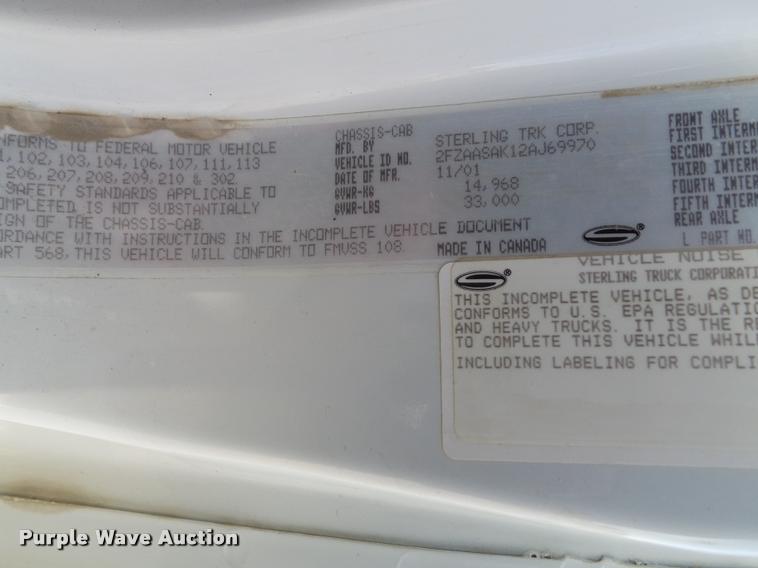 CONFORMS TO FEDERAL MOTOR VEHICLE
1, 102, 103, 104, 106, 107, 111, 113
206, 207, 208, 209, 210 & 302.
SAFETY STANDARDS APPLICABLE TO
COMPLETED IS NOT SUBSTANTIALLY
SIGN OF THE CHASSIS-CAB.
ORDANCE WITH INSTRUCTIONS IN THE INCOMPLETE VEHICLE DOCUMENT
ART 568, THIS VEHICLE WILL CONFORM TO FMVSS 108.
CHASSIS-CAB
MFD. BY STERLING TRK CORP.
VEHICLE ID NO. 2FZAASAK12AJ69970
DATE OF MFR. 11/01
GVWR-KG 14,968
GVWR-LBS 33,000
MADE IN CANADA
FRONT AXLE
FIRST INTERM
SECOND INTER
THIRD INTERM
FOURTH INTER
FIFTH INTERM
REAR AXLE
L PART NO.
VEHICLE NOISE
STERLING TRUCK CORPORATI
THIS INCOMPLETE VEHICLE, AS DE
CONFORMS TO U.S. EPA REGULATIO
AND HEAVY TRUCKS. IT IS THE RE
TO COMPLETE THIS VEHICLE WHIL
INCLUDING LABELING FOR COMPLI
Purple Wave Auction